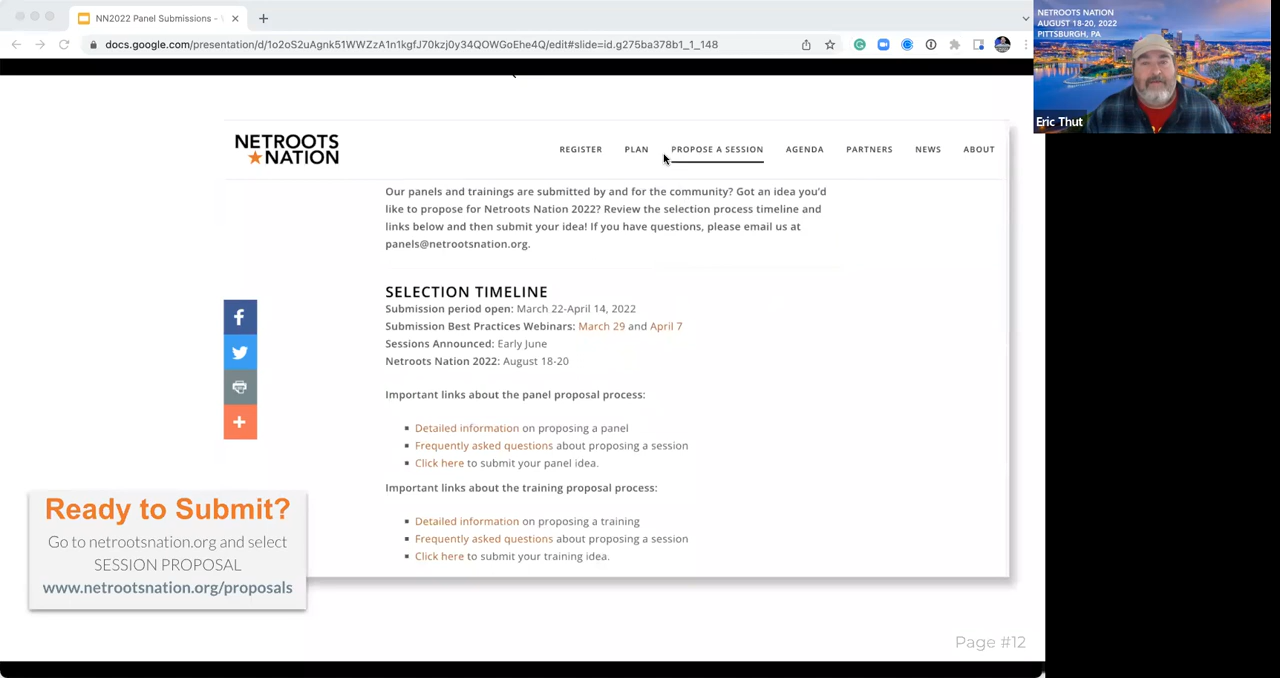 NN2022 Panel Submissions -
docs.google.com/presentation/d/1o2oS2uAgnk51WWZzA1n1kgfJ70kzj0y34QOWGoEhe4Q/edit#slide=id.g275ba378b1_1_148
NETROOTS NATION
AUGUST 18-20, 2022
PITTSBURGH, PA
Eric Thut
NETROOTS
NATION
REGISTER PLAN PROPOSE A SESSION AGENDA PARTNERS NEWS ABOUT
Our panels and trainings are submitted by and for the community? Got an idea you'd
like to propose for Netroots Nation 2022? Review the selection process timeline and
links below and then submit your idea! If you have questions, please email us at
panels@netrootsnation.org.
SELECTION TIMELINE
Submission period open: March 22-April 14, 2022
Submission Best Practices Webinars: March 29 and April 7
Sessions Announced: Early June
Netroots Nation 2022: August 18-20
Important links about the panel proposal process:
Detailed information on proposing a panel
Frequently asked questions about proposing a session
Click here to submit your panel idea.
Important links about the training proposal process:
Detailed information on proposing a training
Frequently asked questions about proposing a session
Click here to submit your training idea.
Ready to Submit?
Go to netrootsnation.org and select
SESSION PROPOSAL
www.netrootsnation.org/proposals
Page #12